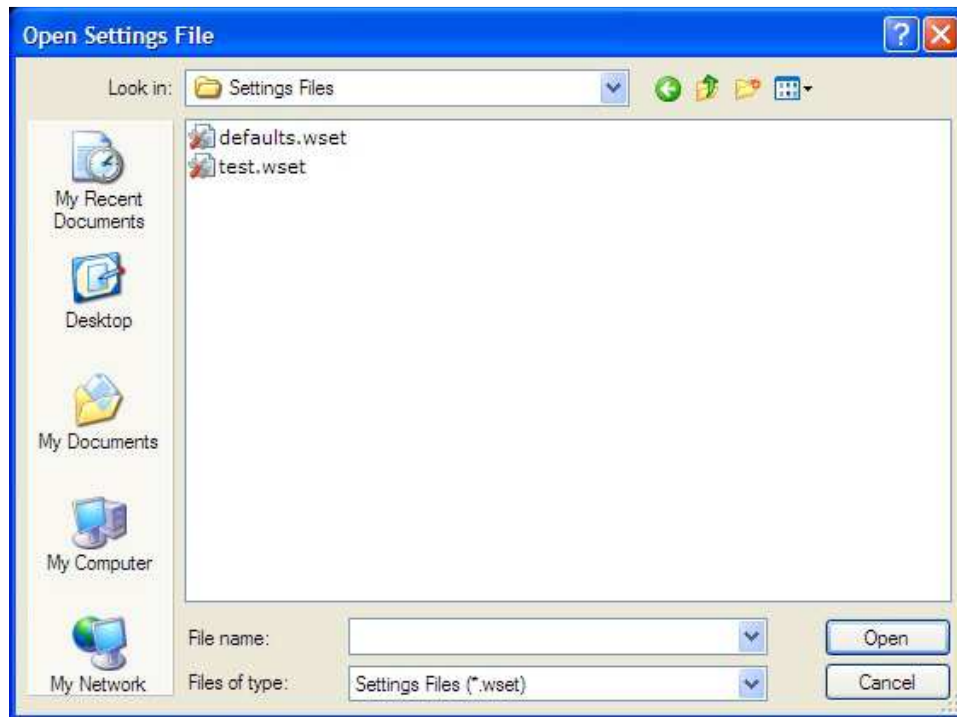 Open Settings File
Look in: Settings Files
defaults.wset
test.wset
My Recent
Documents
Desktop
My Documents
My Computer
My Network
File name:
Open
Files of type: Settings Files (*.wset)
Cancel